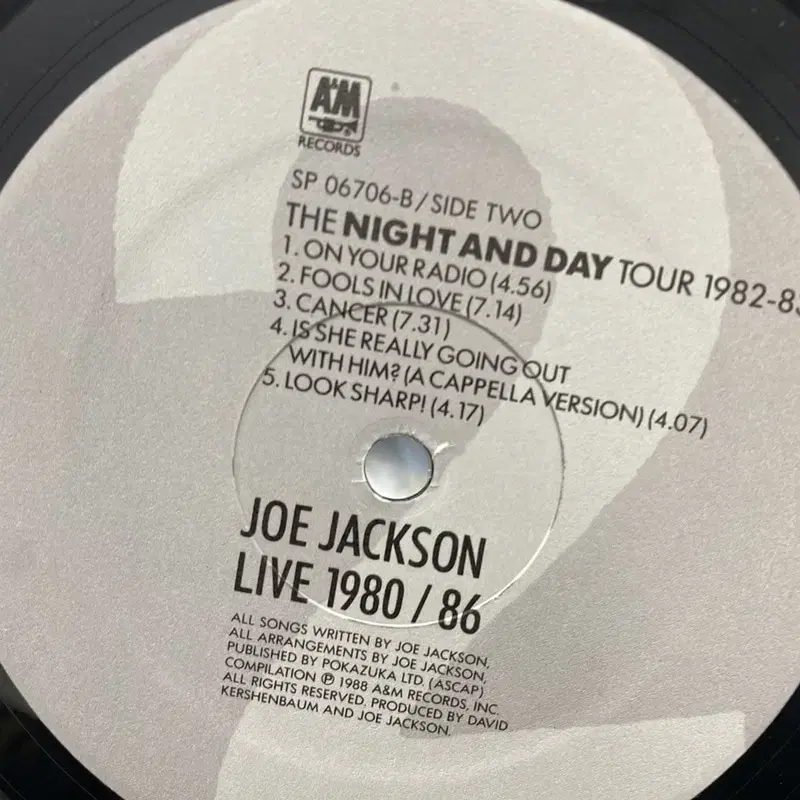 A&M
RECORDS
SP 06706-B/SIDE TWO
THE NIGHT AND DAY TOUR 1982-83
1. ON YOUR RADIO (4.56)
2. FOOLS IN LOVE (7.14)
3. CANCER (7.31)
4. IS SHE REALLY GOING OUT
WITH HIM? (A CAPPELLA VERSION) (4.07)
5. LOOK SHARP! (4.17)
JOE JACKSON
LIVE 1980 / 86
ALL SONGS WRITTEN BY JOE JACKSON,
ALL ARRANGEMENTS BY JOE JACKSON,
PUBLISHED BY POKAZUKA LTD. (ASCAP)
COMPILATION ℗ 1988 A&M RECORDS, INC.
ALL RIGHTS RESERVED. PRODUCED BY DAVID
KERSHENBAUM AND JOE JACKSON.